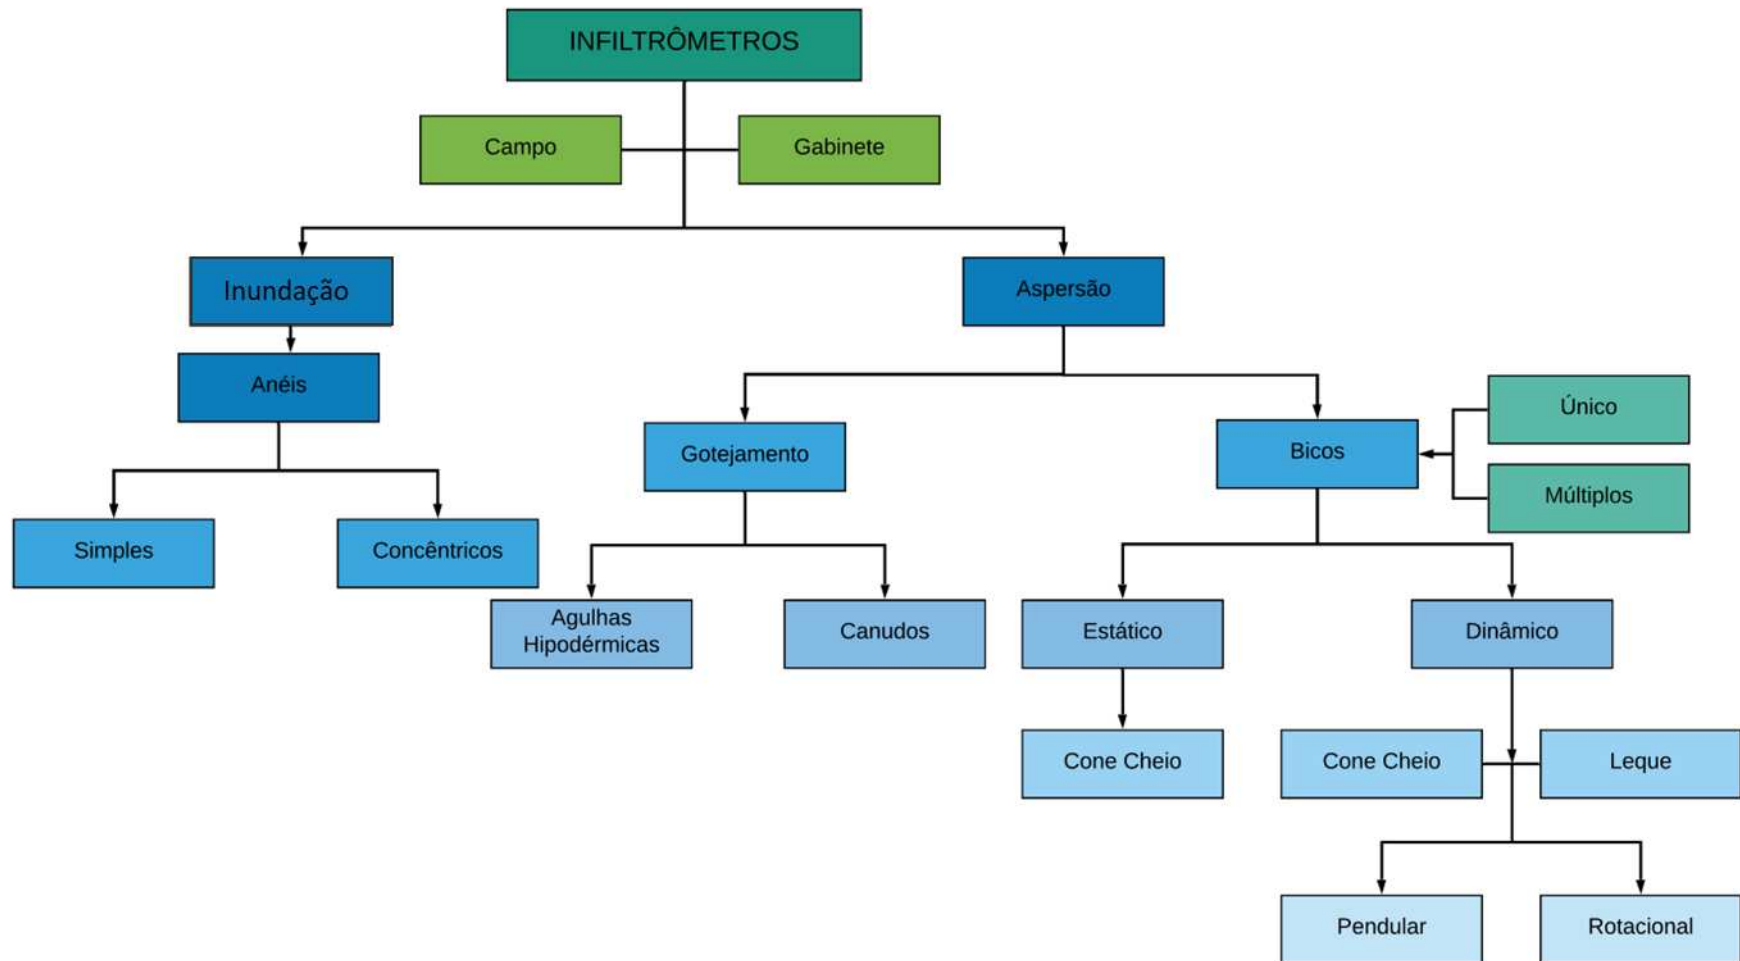 INFILTRÔMETROS
Campo
Gabinete
Inundação
Aspersão
Anéis
Único
Gotejamento
Bicos
Múltiplos
Simples
Concêntricos
Agulhas
Hipodérmicas
Canudos
Estático
Dinâmico
Cone Cheio
Cone Cheio
Leque
Pendular
Rotacional